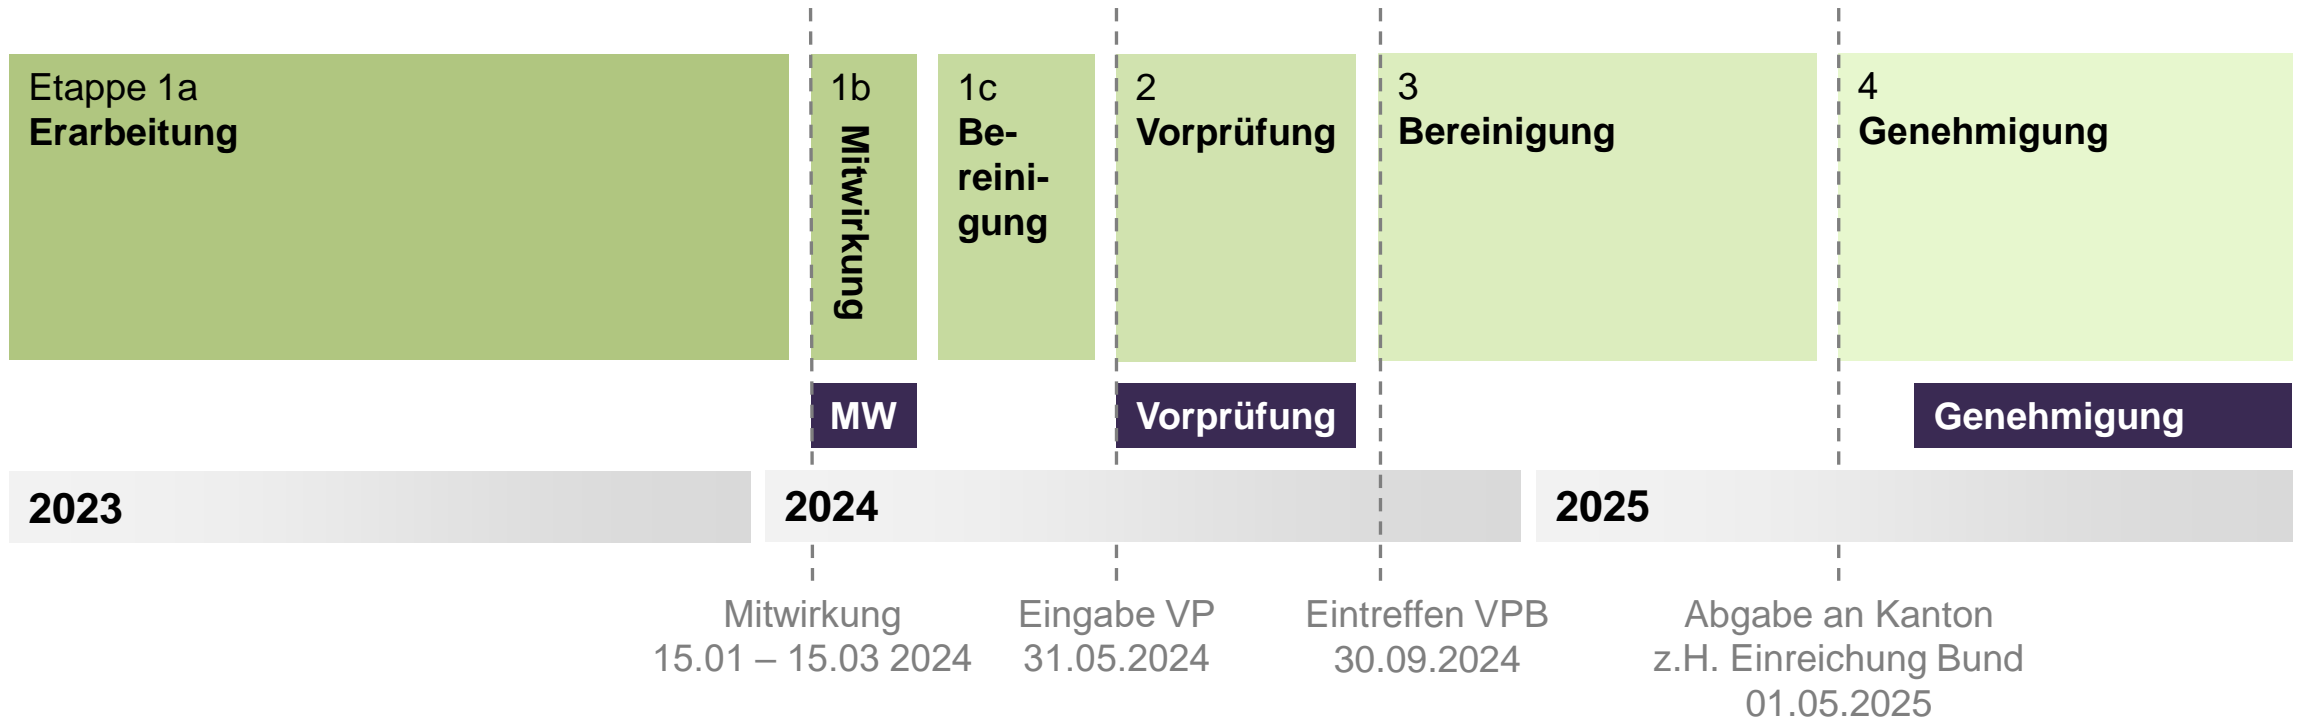 Etappe 1a
Erarbeitung
1b
Mitwirkung
1c
Be-
reini-
gung
2
Vorprüfung
3
Bereinigung
4
Genehmigung
MW
Vorprüfung
Genehmigung
2023
2024
2025
Mitwirkung
15.01 – 15.03 2024
Eingabe VP
31.05.2024
Eintreffen VPB
30.09.2024
Abgabe an Kanton
z.H. Einreichung Bund
01.05.2025